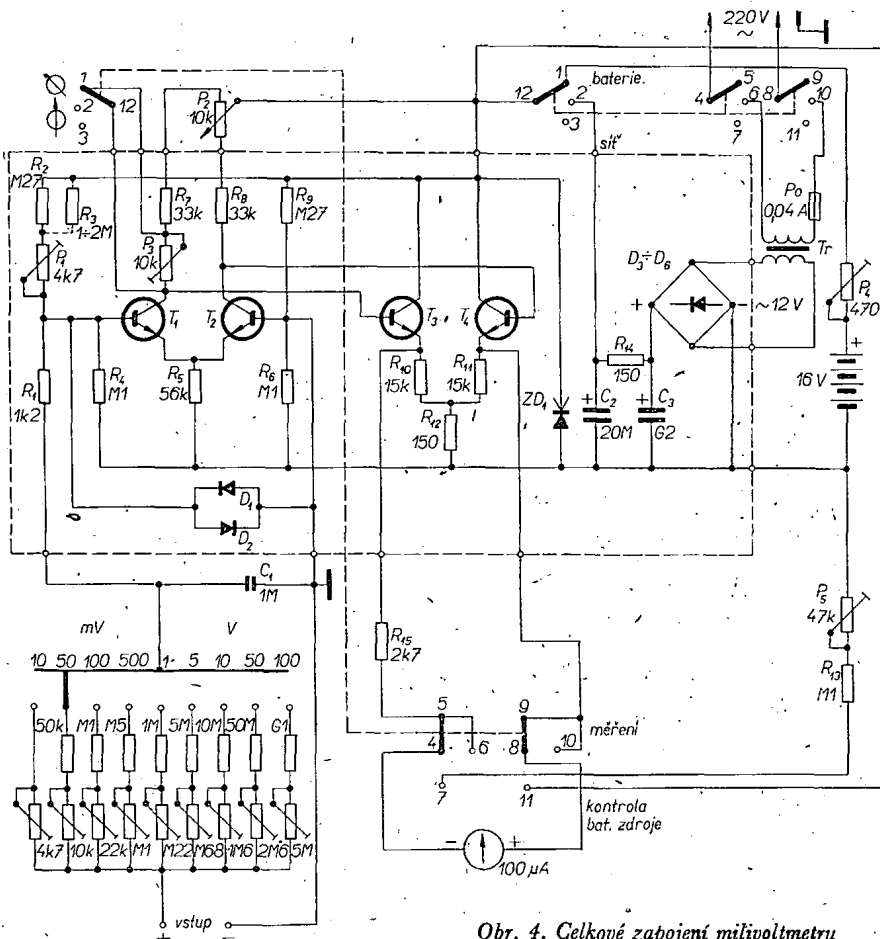 220 V
~
1
2
3
12
P2
10k
1
12
2
3
baterie
síť
4
5
6
7
8
9
10
11
R2
M27
R3
1÷2M
R7
33k
R8
33k
R9
M27
P0
0,04 A
Tr
P1
4k7
P3
10k
T1
T2
T3
T4
D3÷D6
+
-
~12 V
P4
470
R1
1k2
R4
M1
R5
56k
R6
M1
R10
15k
R11
15k
R12
150
ZD1
R14
150
+
C2
20M
+
C3
G2
+
16 V
D1
D2
C1
1M
R15
2k7
P5
47k
R13
M1
mV
V
10 50 100 500 1 5 10 50 100
50k M1 M5 1M 5M 10M 50M G1
4k7 10k 22k M1 M22 M68 1M6 2M6 5M
5
4
6
7
9
8
10
11
měření
kontrola
bat. zdroje
-
+
100 μA
vstup
+ -
Obr. 4. Celkové zapojení milivoltmetru